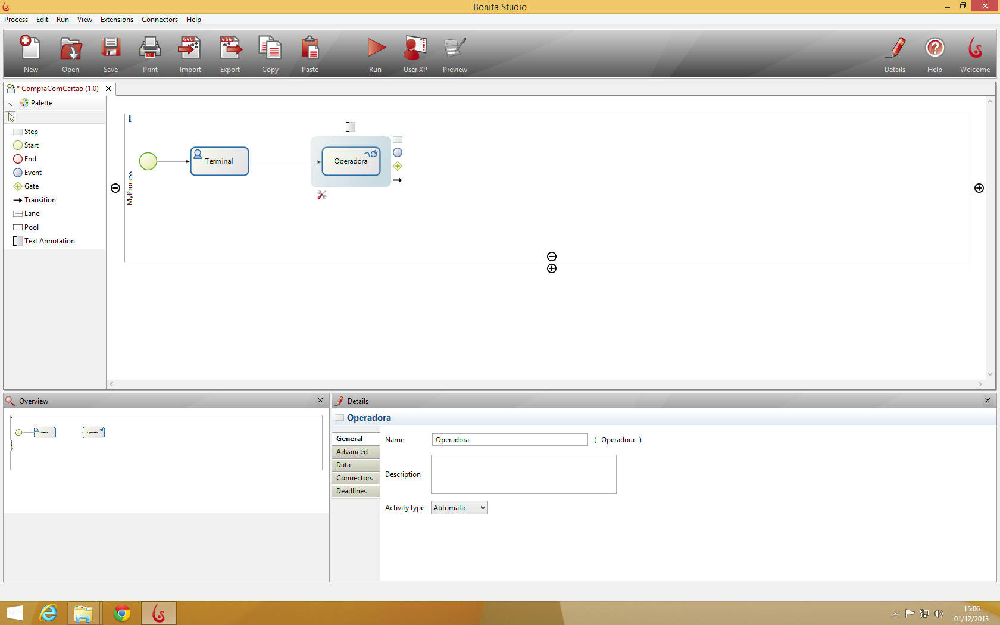 Bonita Studio
Process Edit Run View Extensions Connectors Help
New Open Save Print Import Export Copy Paste Run User XP Preview Details Help Welcome
* CompraComCartao (1.0)
Palette
Step
Start
End
Event
Gate
Transition
Lane
Pool
Text Annotation
MyProcess
Terminal
Operadora
Overview
Terminal
Operadora
Details
Operadora
General
Advanced
Data
Connectors
Deadlines
Name Operadora ( Operadora )
Description
Activity type Automatic
15:06
01/12/2013